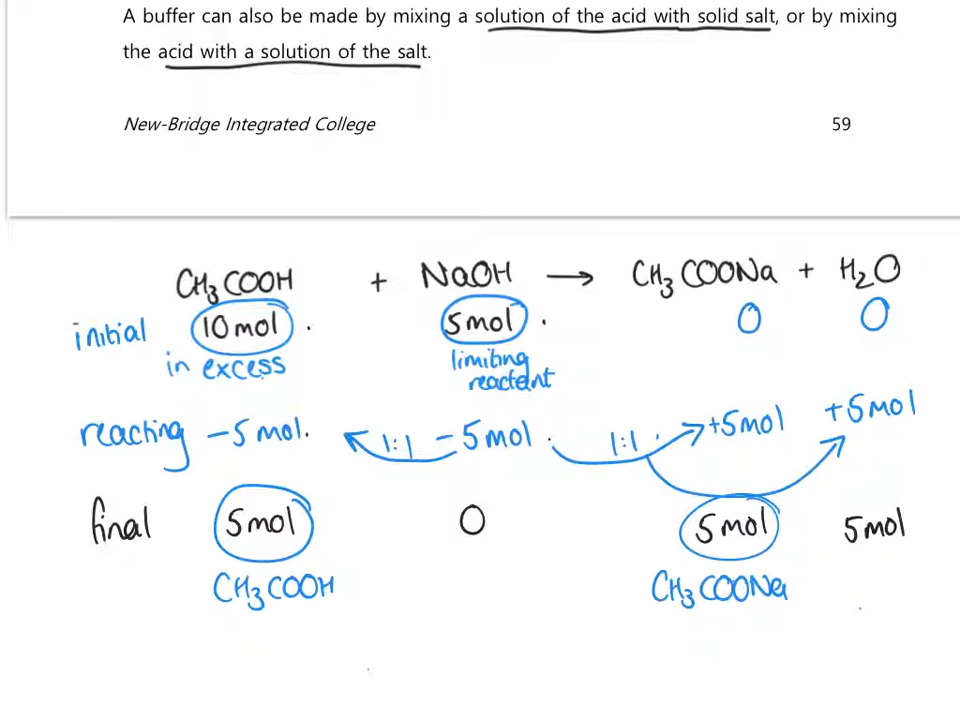 A buffer can also be made by mixing a solution of the acid with solid salt, or by mixing
the acid with a solution of the salt.
New-Bridge Integrated College 59
CH₃COOH + NaOH → CH₃COONa + H₂O
initial 10mol 5mol 0 0
in excess limiting
reactant
reacting -5mol. 1:1 -5mol 1:1 +5mol +5mol
final 5mol 0 5mol 5mol
CH₃COOH CH₃COONa